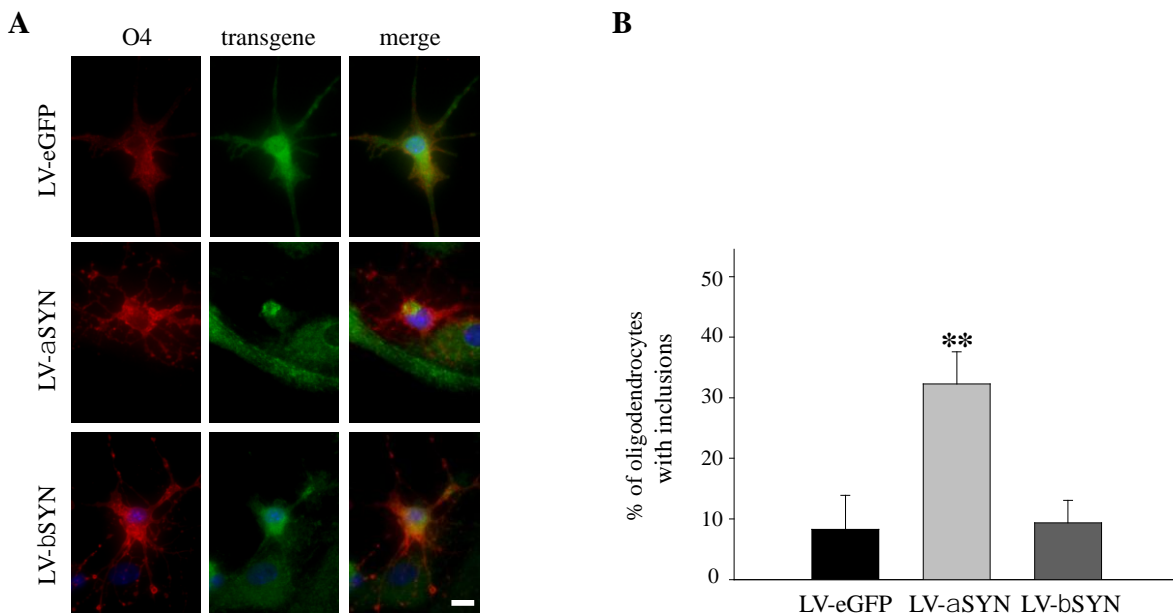 A
B
O4 transgene merge
LV-eGFP
LV-aSYN
LV-bSYN
% of oligodendrocytes
with inclusions
50
40
30
20
10
0
**
LV-eGFP LV-aSYN LV-bSYN